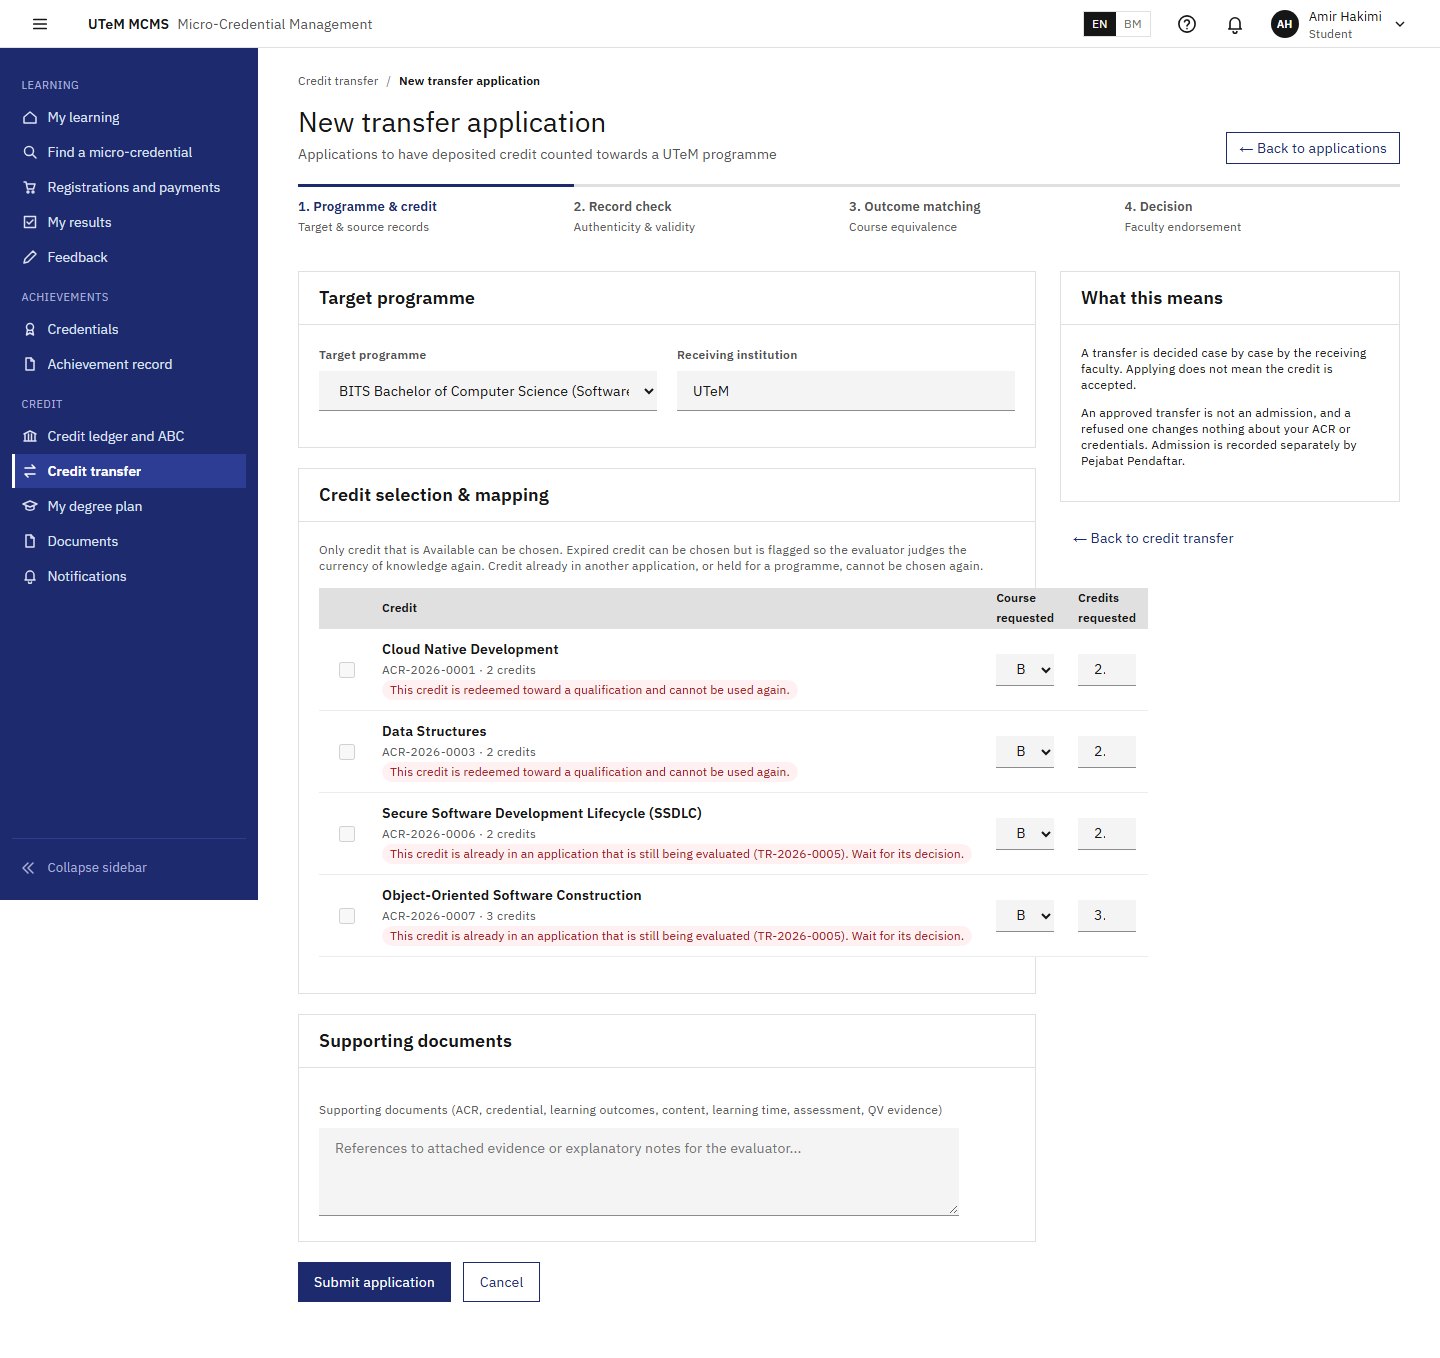 UTeM MCMS Micro-Credential Management
EN BM
AH
Amir Hakimi
Student
LEARNING
My learning
Find a micro-credential
Registrations and payments
My results
Feedback
ACHIEVEMENTS
Credentials
Achievement record
CREDIT
Credit ledger and ABC
Credit transfer
My degree plan
Documents
Notifications
Collapse sidebar
Credit transfer / New transfer application
New transfer application
Applications to have deposited credit counted towards a UTeM programme
← Back to applications
1. Programme & credit
Target & source records
2. Record check
Authenticity & validity
3. Outcome matching
Course equivalence
4. Decision
Faculty endorsement
Target programme
Target programme
BITS Bachelor of Computer Science (Software
Receiving institution
UTeM
Credit selection & mapping
Only credit that is Available can be chosen. Expired credit can be chosen but is flagged so the evaluator judges the
currency of knowledge again. Credit already in another application, or held for a programme, cannot be chosen again.
Credit
Course
requested
Credits
requested
Cloud Native Development
ACR-2026-0001 · 2 credits
This credit is redeemed toward a qualification and cannot be used again.
B
2.
Data Structures
ACR-2026-0003 · 2 credits
This credit is redeemed toward a qualification and cannot be used again.
B
2.
Secure Software Development Lifecycle (SSDLC)
ACR-2026-0006 · 2 credits
This credit is already in an application that is still being evaluated (TR-2026-0005). Wait for its decision.
B
2.
Object-Oriented Software Construction
ACR-2026-0007 · 3 credits
This credit is already in an application that is still being evaluated (TR-2026-0005). Wait for its decision.
B
3.
Supporting documents
Supporting documents (ACR, credential, learning outcomes, content, learning time, assessment, QV evidence)
References to attached evidence or explanatory notes for the evaluator...
Submit application
Cancel
What this means
A transfer is decided case by case by the receiving
faculty. Applying does not mean the credit is
accepted.
An approved transfer is not an admission, and a
refused one changes nothing about your ACR or
credentials. Admission is recorded separately by
Pejabat Pendaftar.
← Back to credit transfer